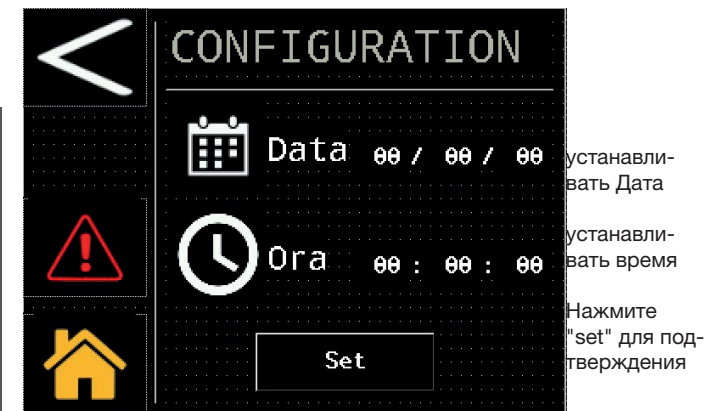 CONFIGURATION
Data 00 / 00 / 00
устанавли-
вать Дата
Ora 00 : 00 : 00
устанавли-
вать время
Set
Нажмите
"set" для под-
тверждения